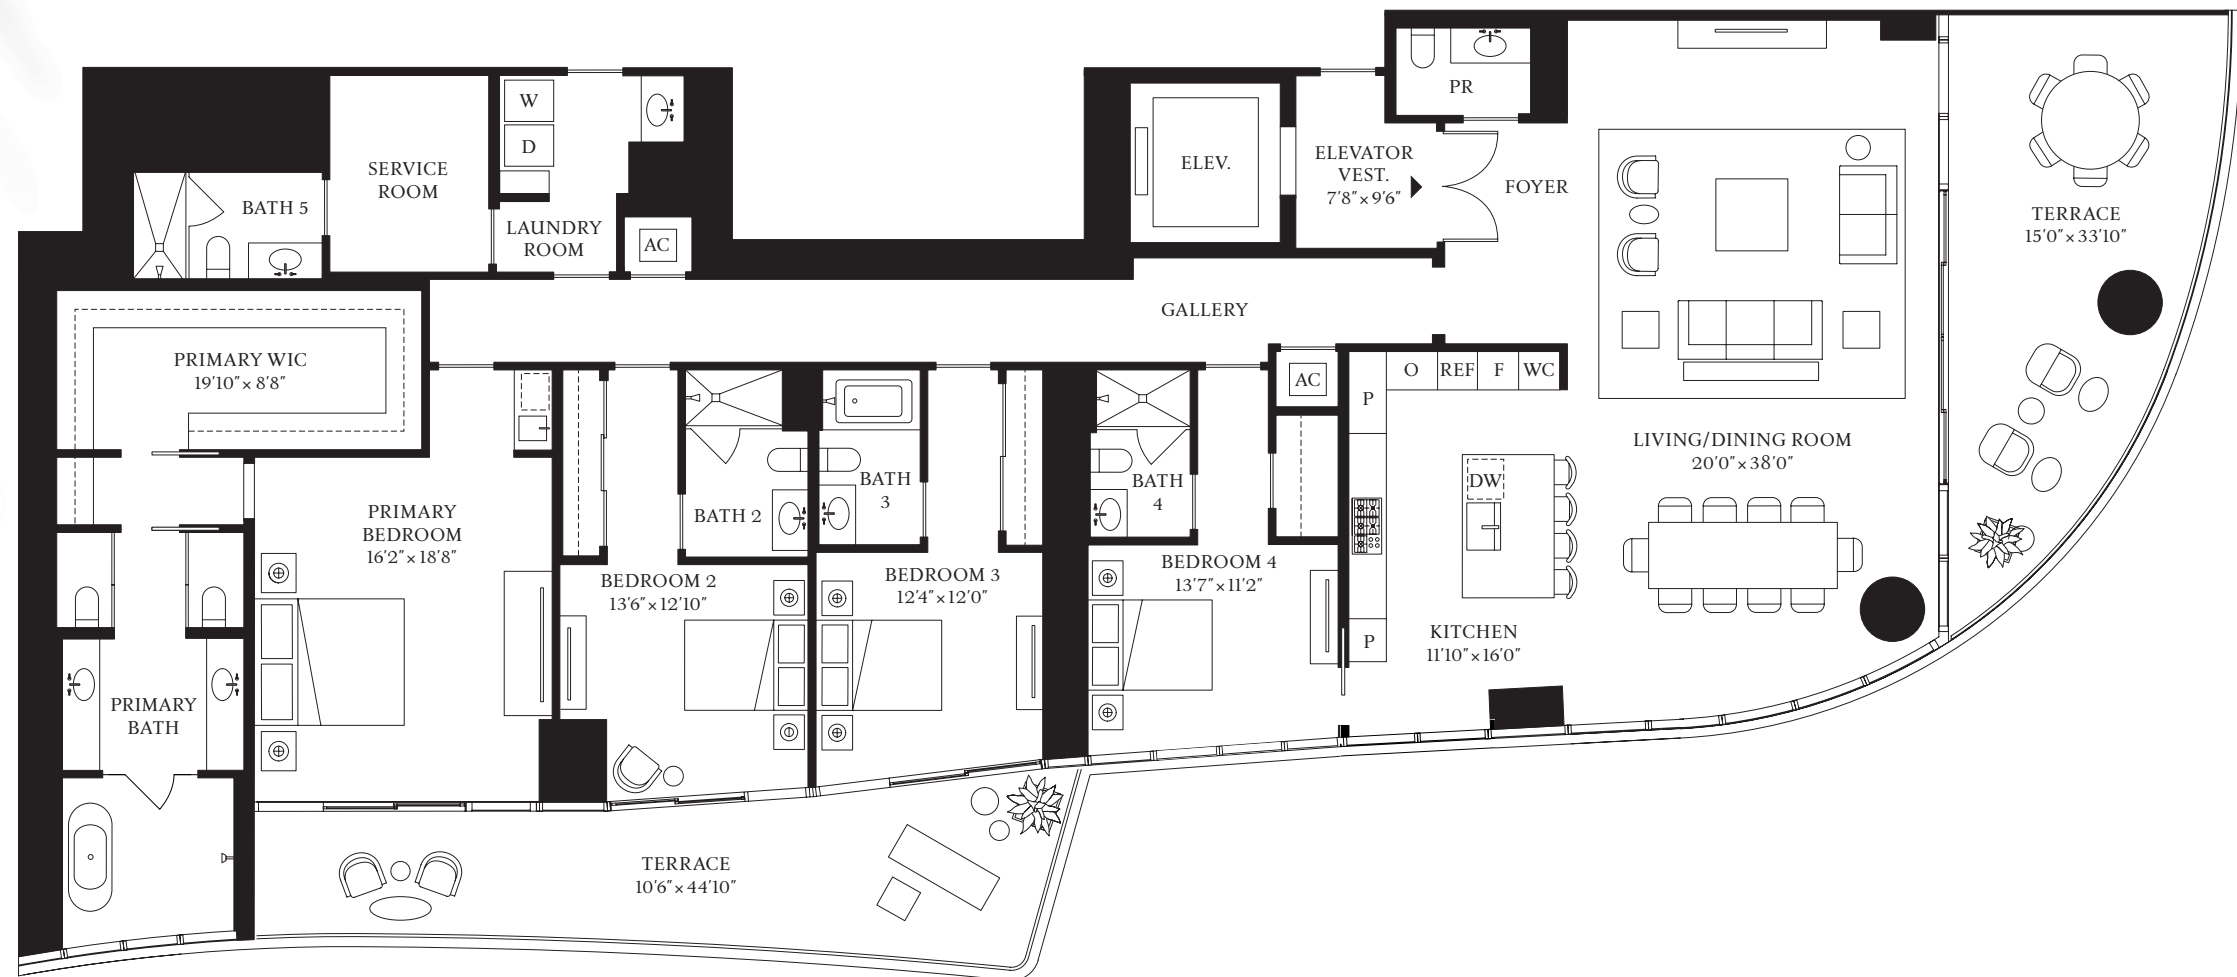 PR
W
D
SERVICE
ROOM
ELEV.
ELEVATOR
VEST.
7'8"×9'6"
FOYER
BATH 5
LAUNDRY
ROOM
AC
TERRACE
15'0"×33'10"
GALLERY
PRIMARY WIC
19'10"×8'8"
AC
P
O
REF
F
WC
LIVING/DINING ROOM
20'0"×38'0"
DW
PRIMARY
BEDROOM
16'2"×18'8"
BATH 2
BATH
3
BATH
4
BEDROOM 2
13'6"×12'10"
BEDROOM 3
12'4"×12'0"
BEDROOM 4
13'7"×11'2"
P
KITCHEN
11'10"×16'0"
PRIMARY
BATH
TERRACE
10'6"×44'10"